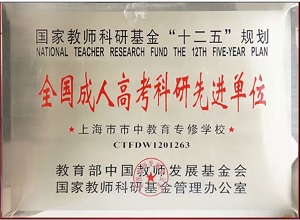 国家教师科研基金“十二五”规划
NATIONAL TEACHER RESEARCH FUND THE 12TH FIVE-YEAR PLAN
全国成人高考科研先进单位
★上海市市中教育专修学校★
CTFDW1201263
教育部中国教师发展基金会
国家教师科研基金管理办公室